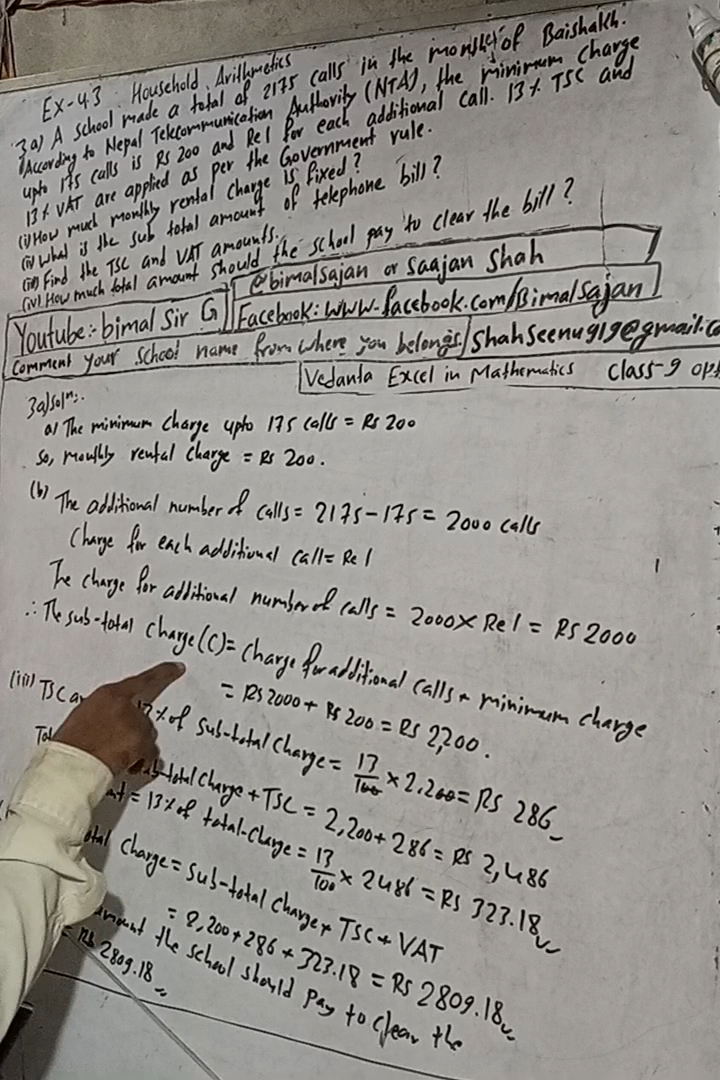 Ex-4.3 Household Arithmetics
3a) A school made a total of 2175 calls in the month of Baishakh.
According to Nepal Telecommunication Authority (NTA), the minimum charge
upto 175 calls is Rs 200 and Re 1 for each additional call. 13% TSC and
13% VAT are applied as per the Government rule.
(i) How much monthly rental charge is fixed?
(ii) What is the sub total amount of telephone bill?
(iii) Find the TSC and VAT amounts.
(iv) How much total amount should the school pay to clear the bill?
Youtube:- bimal Sir G
@bimalsajan or Saajan Shah
Facebook: www.facebook.com/Bimalsajan
Comment your school name from where you belongs
Shahseenu919@gmail.c
Vedanta Excel in Mathematics Class-9 opt
3a) soln:-
a) The minimum charge upto 175 calls = Rs 200
So, monthly rental charge = Rs 200.
(b) The additional number of calls = 2175-175 = 2000 calls
Charge for each additional call = Re 1
The charge for additional number of calls = 2000 × Re 1 = Rs 2000
∴ The sub-total charge (C) = Charge for additional calls + minimum charge
= Rs 2000 + Rs 200 = Rs 2,200.
(iii) TSC 13% of Sub-total Charge = 13/100 × 2,200 = Rs 286
Sub-total Charge + TSC = 2,200 + 286 = Rs 2,486
= 13% of total-Charge = 13/100 × 2486 = Rs 323.18
Charge = Sub-total Charge + TSC + VAT
= 2,200 + 286 + 323.18 = Rs 2809.18
amount the school should pay to clear the
Rs 2809.18